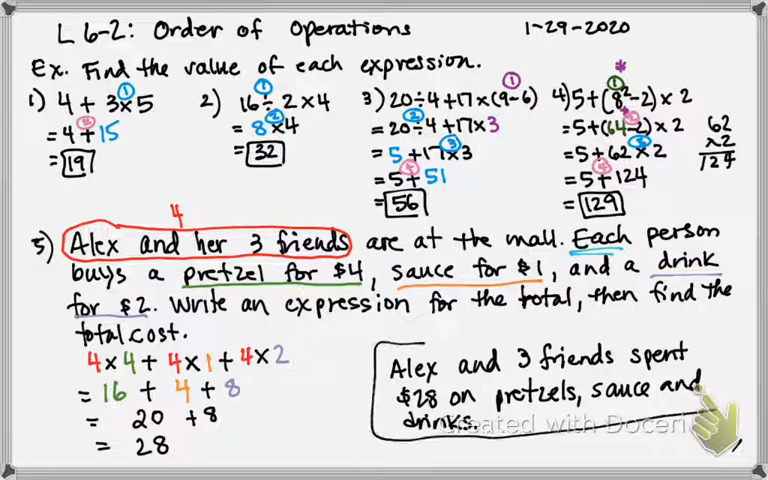 L 6-2: Order of Operations 1-29-2020
Ex. Find the value of each expression.
1) 4 + 3 x 5
= 4 + 15
= 19
2) 16 ÷ 2 x 4
= 8 x 4
= 32
3) 20 ÷ 4 + 17 x (9-6)
= 20 ÷ 4 + 17 x 3
= 5 + 17 x 3
= 5 + 51
= 56
4) 5 + (8² - 2) x 2
= 5 + (64 - 2) x 2
= 5 + 62 x 2
= 5 + 124
= 129
62
x 2
124
4
5) Alex and her 3 friends are at the mall. Each person
buys a pretzel for $4, sauce for $1, and a drink
for $2. Write an expression for the total, then find the
total cost.
4 x 4 + 4 x 1 + 4 x 2
= 16 + 4 + 8
= 20 + 8
= 28
Alex and 3 friends spent
$28 on pretzels, sauce and
drinks.
Created with Doceri